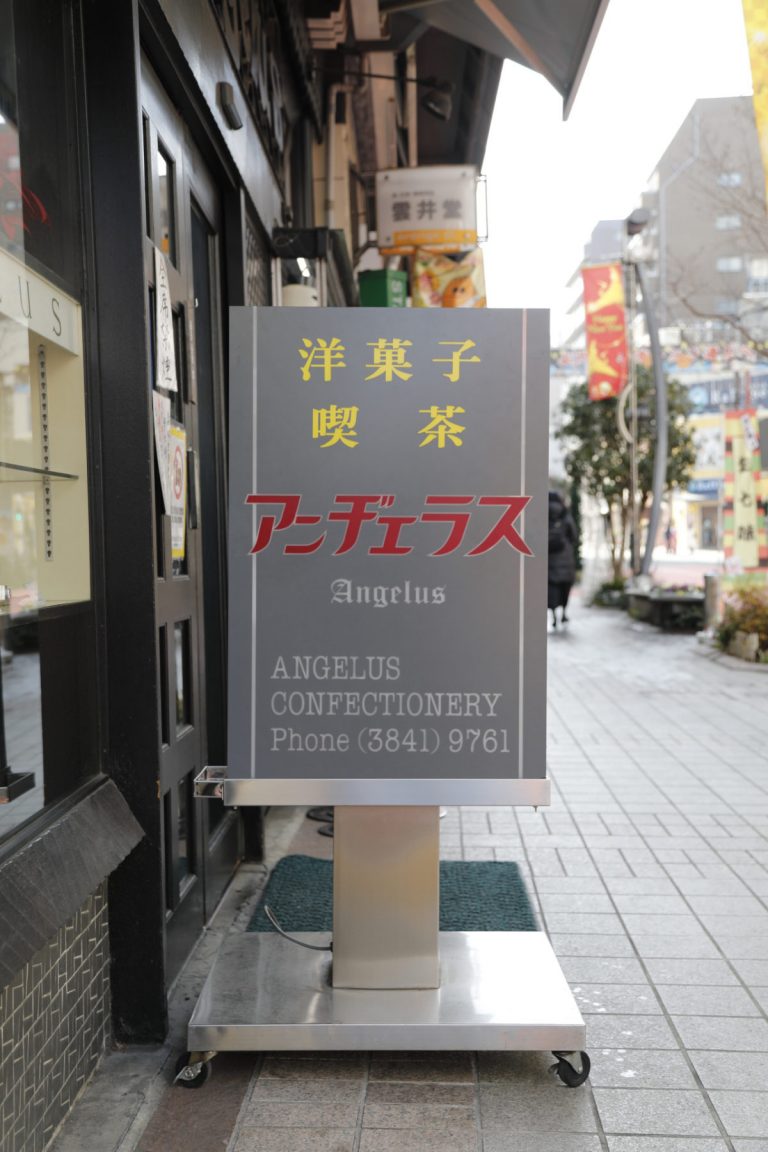 洋菓子
喫茶
アンヂェラス
Angelus
ANGELUS
CONFECTIONERY
Phone (3841) 9761
雲井堂
us